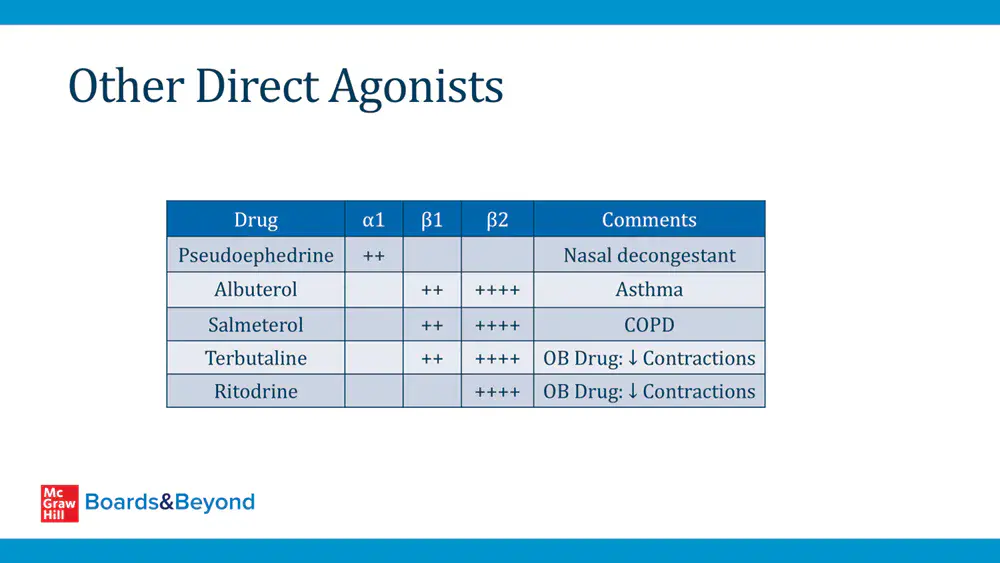 Other Direct Agonists
Drug α1 β1 β2 Comments
Pseudoephedrine ++ Nasal decongestant
Albuterol ++ ++++ Asthma
Salmeterol ++ ++++ COPD
Terbutaline ++ ++++ OB Drug: ↓ Contractions
Ritodrine ++++ OB Drug: ↓ Contractions
Mc
Graw
Hill
Boards&Beyond